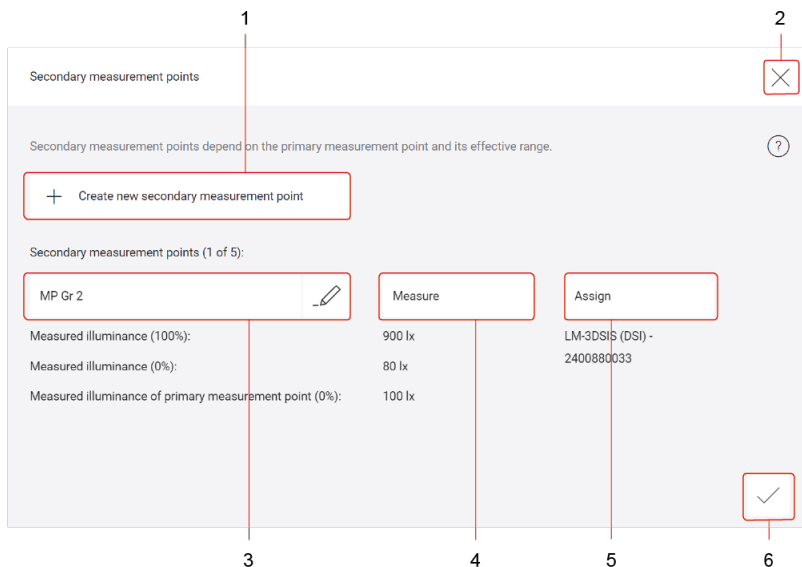 1
2
Secondary measurement points
Secondary measurement points depend on the primary measurement point and its effective range.
?
+ Create new secondary measurement point
Secondary measurement points (1 of 5):
MP Gr 2
Measure
Assign
Measured illuminance (100%):
900 lx
LM-3DSIS (DSI) -
2400880033
Measured illuminance (0%):
80 lx
Measured illuminance of primary measurement point (0%):
100 lx
3
4
5
6